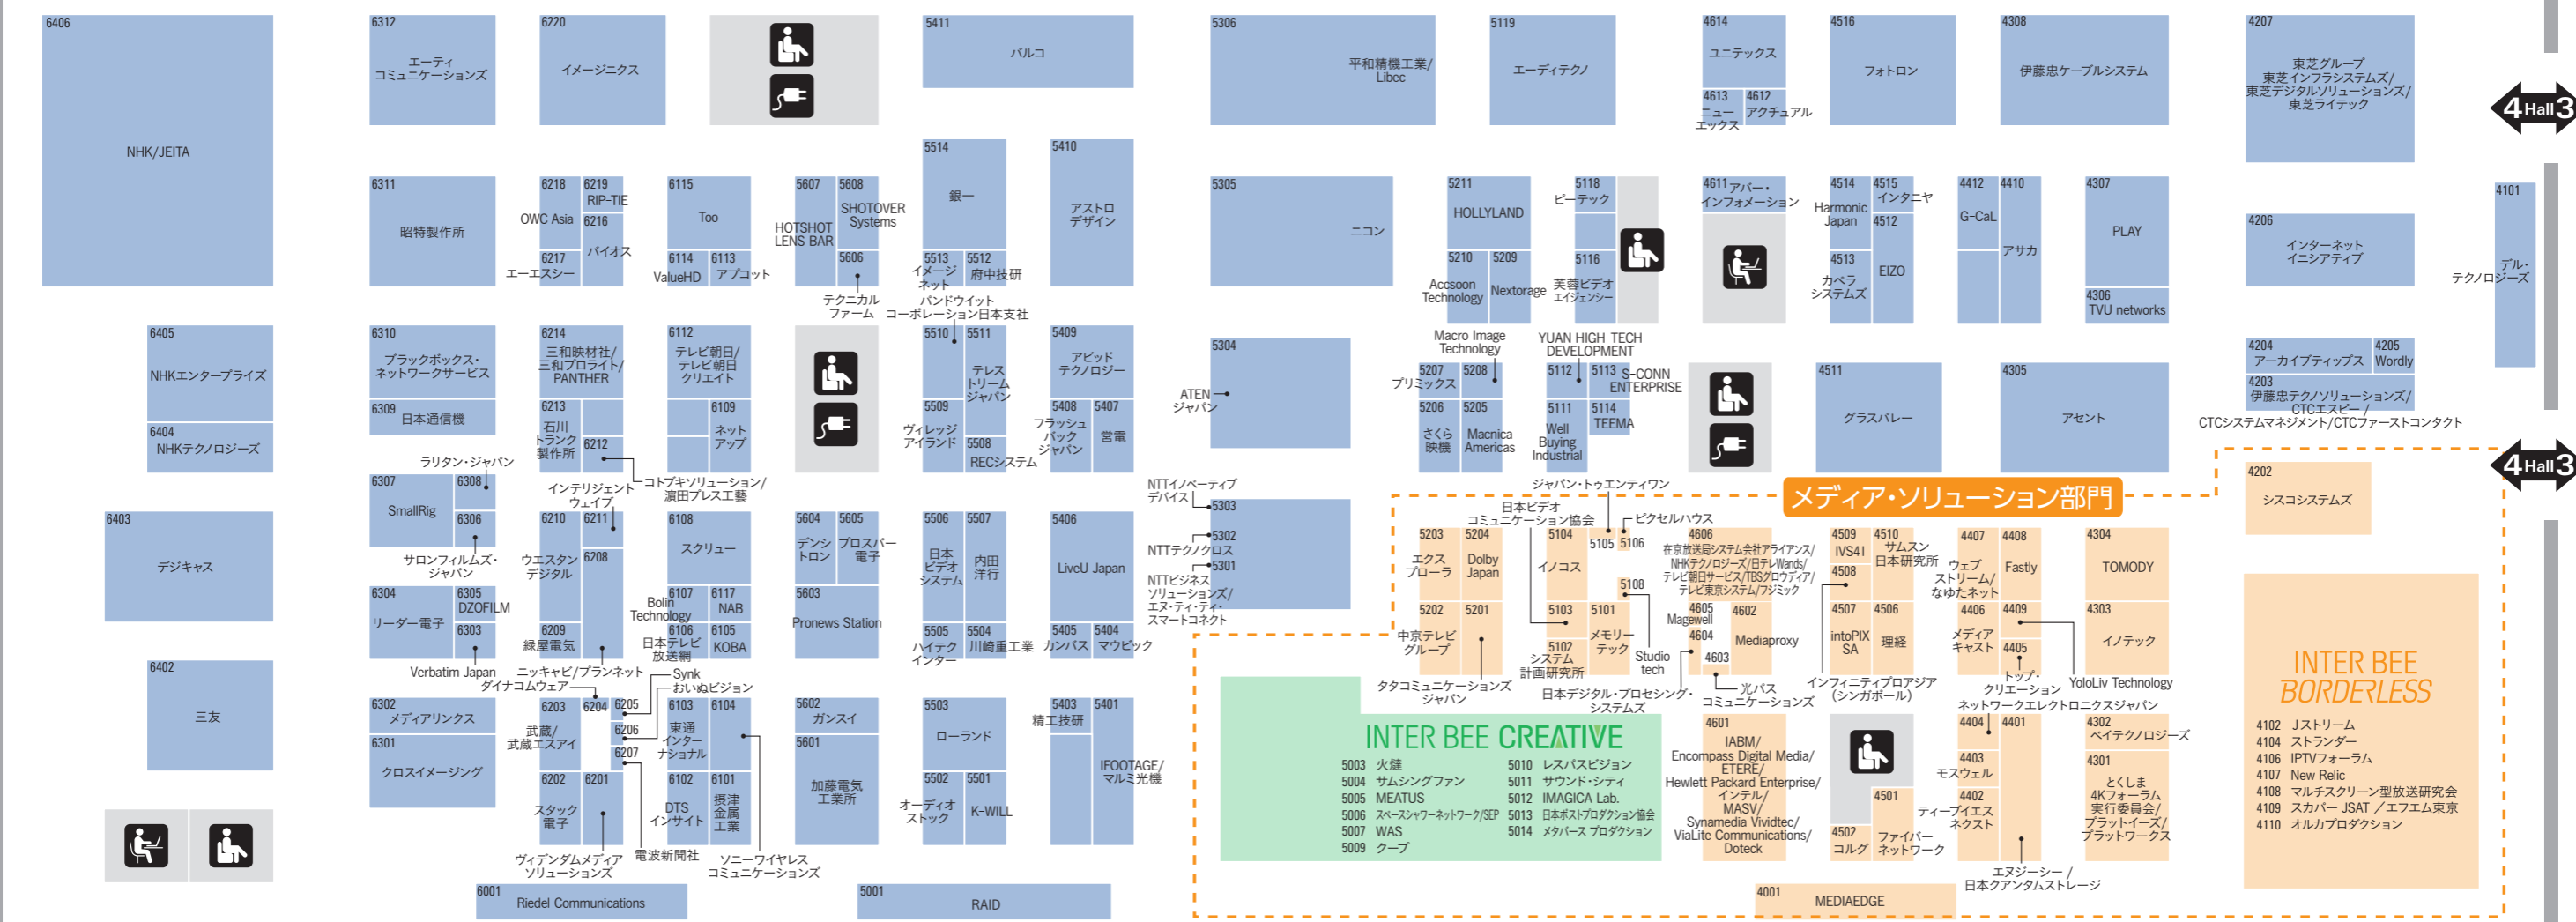 6406
NHK/JEITA
6312
エーティ
コミュニケーションズ
6220
イメージニクス
5411
パルコ
5306
平和精機工業/
Libec
5119
エーディテクノ
4614
ユニテックス
4613
ニュー
エックス
4612
アクチュアル
4516
フォトロン
4308
伊藤忠ケーブルシステム
4207
東芝グループ
東芝インフラシステムズ/
東芝デジタルソリューションズ/
東芝ライテック
4 Hall 3
6311
昭特製作所
6218
OWC Asia
6219
RIP-TIE
6216
バイオス
6217
エーエスシー
6115
Too
6114
ValueHD
6113
アプコット
5607
HOTSHOT
LENS BAR
5608
SHOTOVER
Systems
5606
テクニカル
ファーム
5514
銀一
5513
イメージ
ネット
5512
府中技研
5410
アストロ
デザイン
5305
ニコン
5211
HOLLYLAND
5210
Accsoon
Technology
5209
Nextorage
5118
ビーテック
5116
芙蓉ビデオ
エイジェンシー
4611
アバー・
インフォメーション
4514
Harmonic
Japan
4515
インタニヤ
4512
EIZO
4513
カベラ
システムズ
4412
G-CaL
4410
アサカ
4307
PLAY
4306
TVU networks
4206
インターネット
イニシアティブ
4101
デル・
テクノロジーズ
6405
NHKエンタープライズ
6404
NHKテクノロジーズ
6310
ブラックボックス・
ネットワークサービス
6309
日本通信機
6214
三和映材社/
三和プロライト/
PANTHER
6213
石川
トランク
製作所
6212
コトブキソリューション/
濵田プレス工藝
6112
テレビ朝日/
テレビ朝日
クリエイト
6109
ネット
アップ
パンドウイット
コーポレーション日本支社
5510
5511
テレス
トリーム
ジャパン
5509
ヴィレッジ
アイランド
5508
RECシステム
5409
アビッド
テクノロジー
5408
フラッシュ
バック
ジャパン
5407
営電
5304
ATEN
ジャパン
Macro Image
Technology
5207
プリミックス
5208
5206
さくら
映機
5205
Macnica
Americas
YUAN HIGH-TECH
DEVELOPMENT
5112
5113
S-CONN
ENTERPRISE
5111
Well
Buying
Industrial
5114
TEEMA
4511
グラスバレー
4305
アセント
4204
アーカイブティップス
4205
Wordly
4203
伊藤忠テクノソリューションズ/
CTCエスピー/
CTCシステムマネジメント/CTCファーストコンタクト
4 Hall 3
6403
デジキャス
6307
SmallRig
ラリタン・ジャパン
6308
6306
サロンフィルムズ・
ジャパン
6304
リーダー電子
6305
DZOFILM
6303
Verbatim Japan
インテリジェント
ウェイブ
6210
ウエスタン
デジタル
6211
6208
6209
緑屋電気
ニッキャビ/プランネット
6108
スクリュー
6107
Bolin
Technology
6117
NAB
6106
日本テレビ
放送網
6105
KOBA
5604
デンシ
トロン
5605
プロスパー
電子
5603
Pronews Station
5506
日本
ビデオ
システム
5507
内田
洋行
5505
ハイテク
インター
5504
川崎重工業
5406
LiveU Japan
5405
カンバス
5404
マウビック
NTTイノベーティブ
デバイス
5303
5302
NTTテクノクロス
5301
NTTビジネス
ソリューションズ/
エヌ・ティ・ティ・
スマートコネクト
メディア・ソリューション部門
5203
エクス
プローラ
5204
Dolby
Japan
5202
中京テレビ
グループ
5201
タタコミュニケーションズ
ジャパン
日本ビデオ
コミュニケーション協会
ジャパン・トゥエンティワン
ピクセルハウス
5104
イノコス
5105
5106
5108
Studio
tech
5103
5101
メモリー
テック
5102
システム
計画研究所
4606
在京放送局システム会社アライアンス/
NHKテクノロジーズ/日テレWands/
テレビ朝日サービス/TBSグロウディア/
テレビ東京システム/フジミック
4605
Magewell
4604
日本デジタル・プロセシング・
システムズ
4603
光パス
コミュニケーションズ
4602
Mediaproxy
4509
IVS4 I
4510
サムスン
日本研究所
4508
インフィニティプロアジア
(シンガポール)
4507
intoPIX
SA
4506
理経
4407
ウェブ
ストリーム/
なゆたネット
4408
Fastly
4406
メディア
キャスト
4409
YoloLiv Technology
4405
トップ・
クリエーション
4304
TOMODY
4303
イノテック
4202
シスコシステムズ
6402
三友
6302
メディアリンクス
6301
クロスイメージング
ダイナコムウェア
Synk
おいぬビジョン
6203
武蔵/
武蔵エスアイ
6204
6205
6206
6207
電波新聞社
6202
スタック
電子
6201
ヴィデンダムメディア
ソリューションズ
6103
東通
インター
ナショナル
6104
ソニーワイヤレス
コミュニケーションズ
6102
DTS
インサイト
6101
摂津
金属
工業
5602
ガンスイ
5601
加藤電気
工業所
5503
ローランド
5502
オーディオ
ストック
5501
K-WILL
5403
精工技研
5401
IFOOTAGE/
マルミ光機
INTER BEE CREATIVE
5003 火燵
5004 サムシングファン
5005 MEATUS
5006 スペースシャワーネットワーク/SEP
5007 WAS
5009 クープ
5010 レスパスビジョン
5011 サウンド・シティ
5012 IMAGICA Lab.
5013 日本ポストプロダクション協会
5014 メタバース プロダクション
4601
IABM/
Encompass Digital Media/
ETERE/
Hewlett Packard Enterprise/
インテル/
MASV/
Synamedia Vividtec/
ViaLite Communications/
Doteck
4502
コルグ
4501
ファイバー
ネットワーク
ネットワークエレクトロニクスジャパン
4404
4401
エヌジーシー/
日本クアンタムストレージ
4403
モスウェル
4402
ティーブイエス
ネクスト
4302
ベイテクノロジーズ
4301
とくしま
4Kフォーラム
実行委員会/
プラットイーズ/
プラットワークス
INTER BEE
BORDERLESS
4102 Jストリーム
4104 ストランダー
4106 IPTVフォーラム
4107 New Relic
4108 マルチスクリーン型放送研究会
4109 スカパー JSAT／エフエム東京
4110 オルカプロダクション
6001
Riedel Communications
5001
RAID
4001
MEDIAEDGE